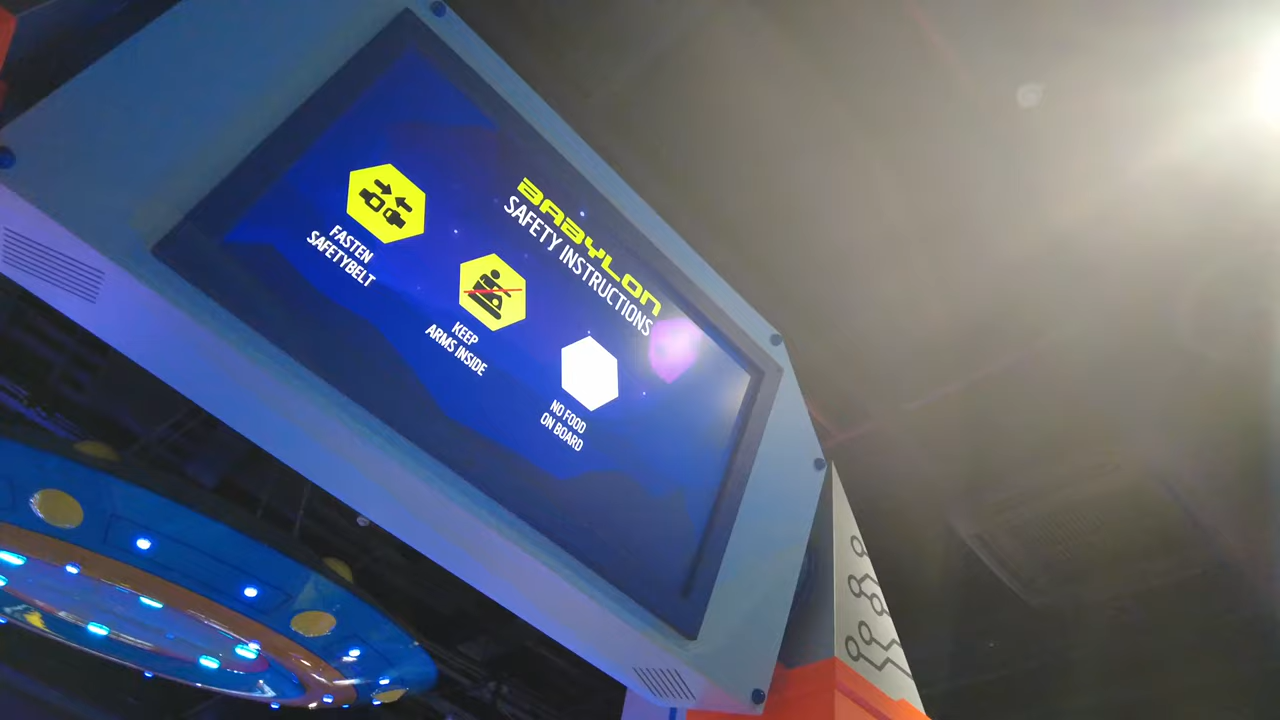 BABYLON
SAFETY INSTRUCTIONS
FASTEN
SAFETYBELT
KEEP
ARMS INSIDE
NO FOOD
ON BOARD